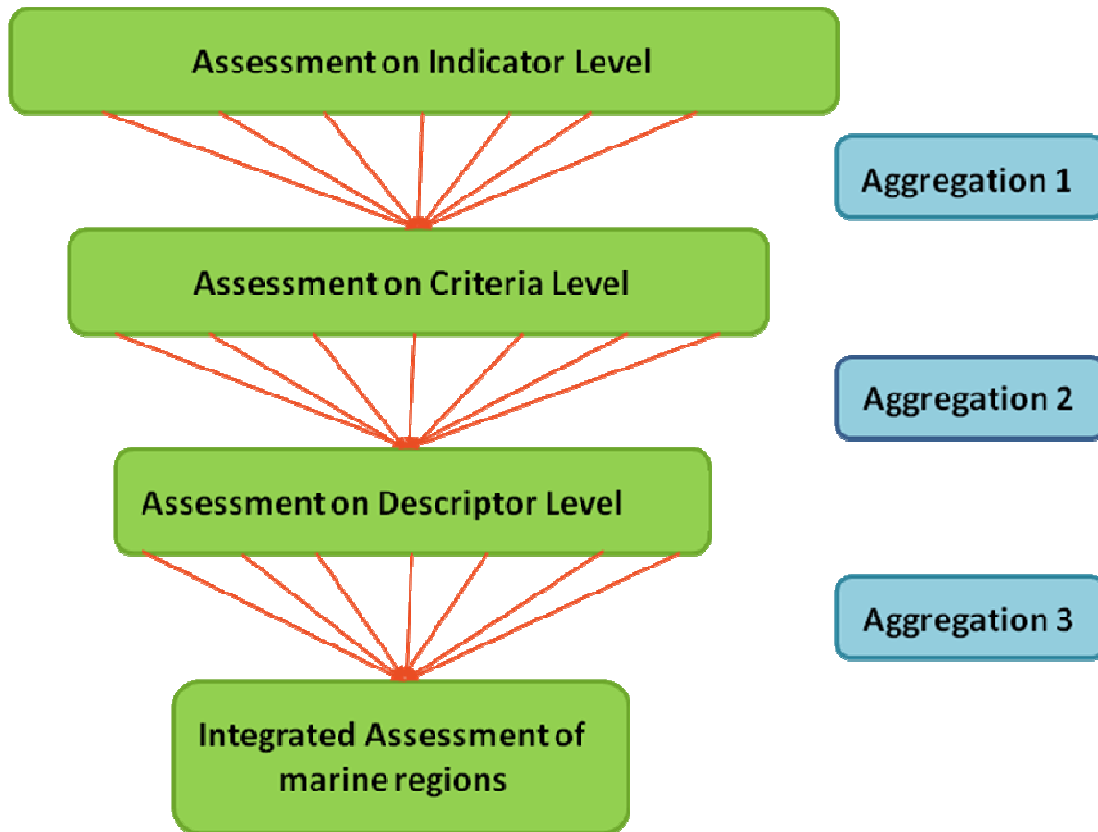 Assessment on Indicator Level
Aggregation 1
Assessment on Criteria Level
Aggregation 2
Assessment on Descriptor Level
Aggregation 3
Integrated Assessment of
marine regions